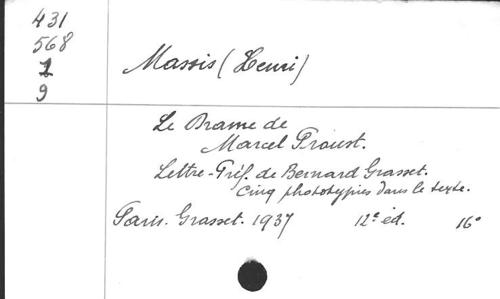 431
568
1
9
Massis (Henri)
Le Drame de
Marcel Proust.
Lettre-Préf. de Bernard Grasset.
Cinq phototypies dans le texte.
Paris. Grasset. 1937 12e éd. 16°